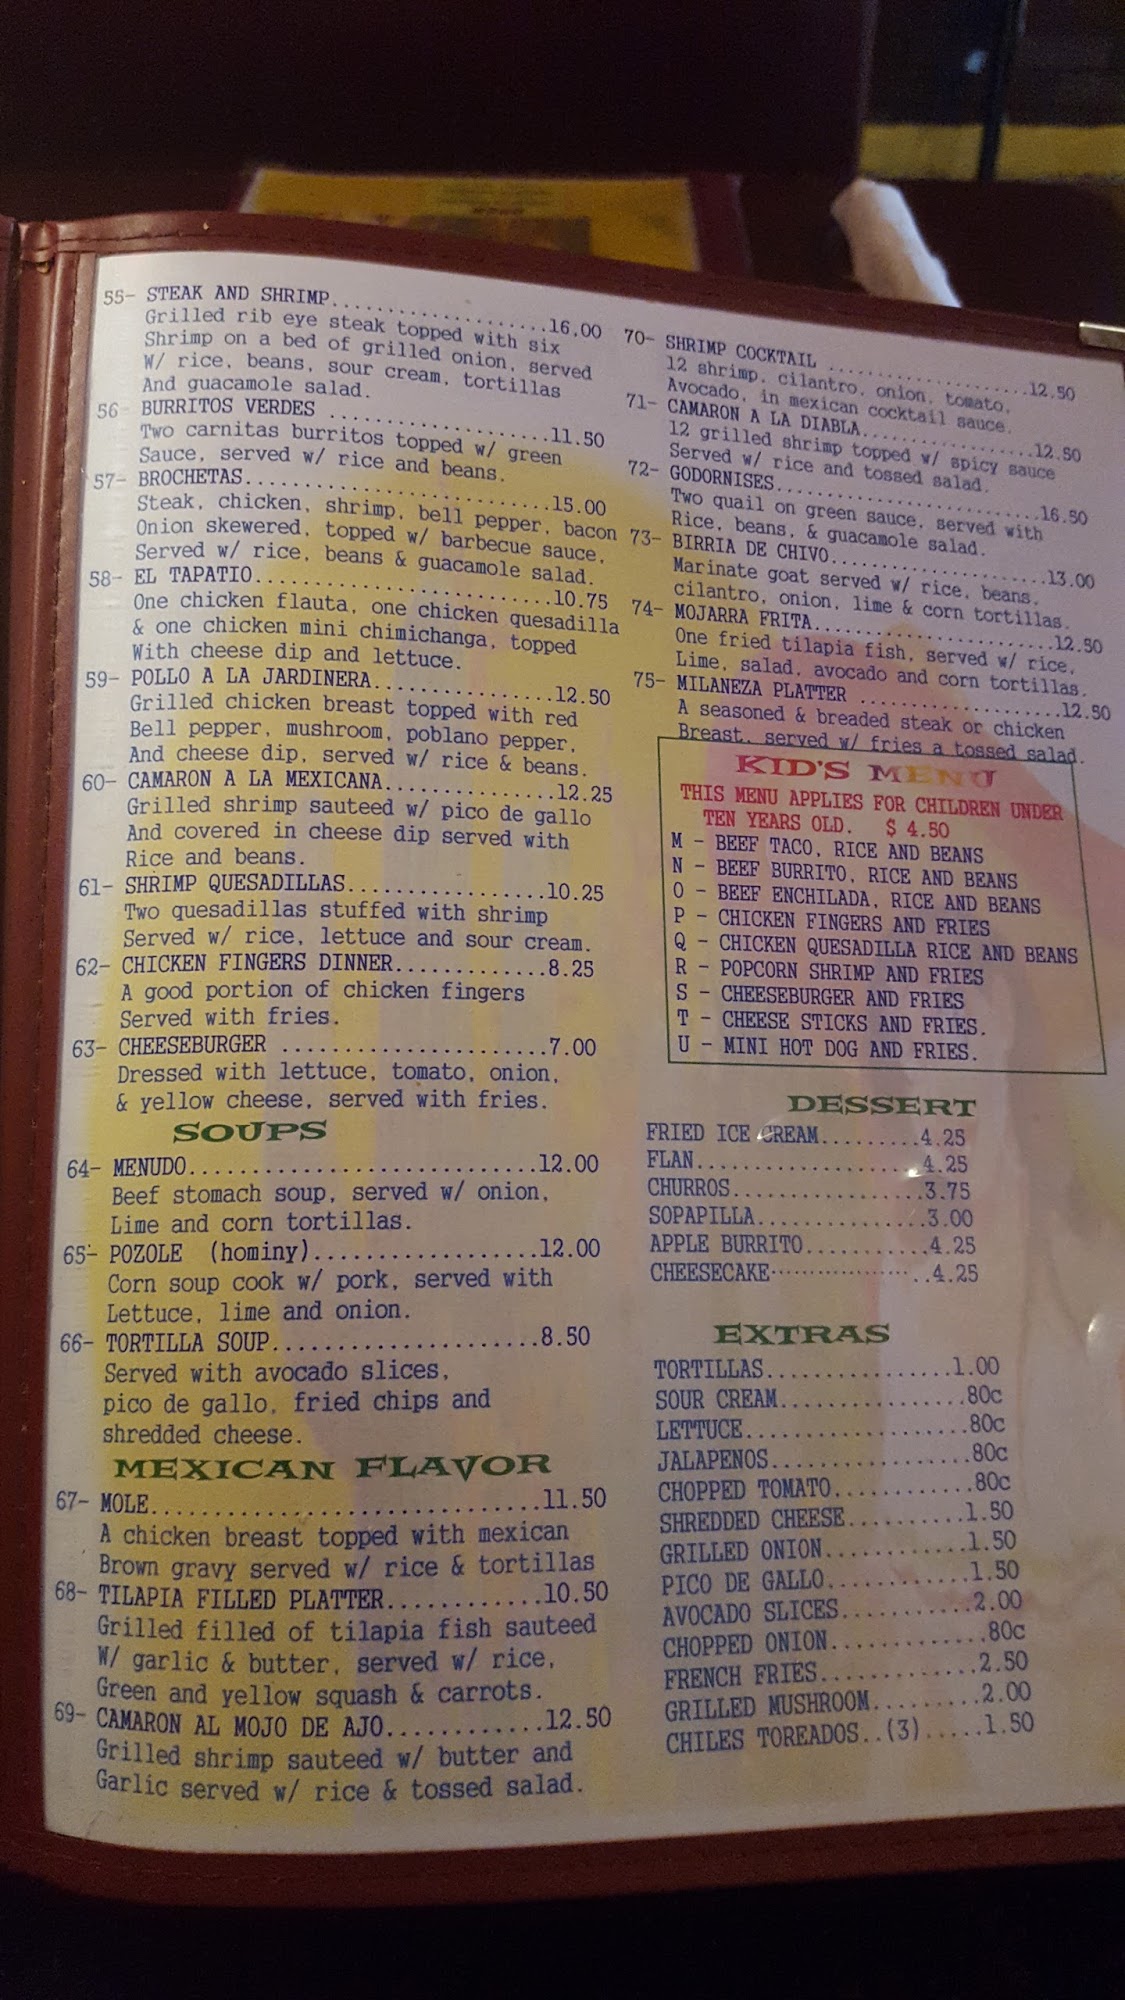 55- STEAK AND SHRIMP.....................16.00
Grilled rib eye steak topped with six
Shrimp on a bed of grilled onion, served
W/ rice, beans, sour cream, tortillas
And guacamole salad.
56- BURRITOS VERDES .....................11.50
Two carnitas burritos topped w/ green
Sauce, served w/ rice and beans.
57- BROCHETAS............................15.00
Steak, chicken, shrimp, bell pepper, bacon
Onion skewered, topped w/ barbecue sauce,
Served w/ rice, beans & guacamole salad.
58- EL TAPATIO...........................10.75
One chicken flauta, one chicken quesadilla
& one chicken mini chimichanga, topped
With cheese dip and lettuce.
59- POLLO A LA JARDINERA...............12.50
Grilled chicken breast topped with red
Bell pepper, mushroom, poblano pepper,
And cheese dip, served w/ rice & beans.
60- CAMARON A LA MEXICANA..............12.25
Grilled shrimp sauteed w/ pico de gallo
And covered in cheese dip served with
Rice and beans.
61- SHRIMP QUESADILLAS.................10.25
Two quesadillas stuffed with shrimp
Served w/ rice, lettuce and sour cream.
62- CHICKEN FINGERS DINNER.............8.25
A good portion of chicken fingers
Served with fries.
63- CHEESEBURGER .......................7.00
Dressed with lettuce, tomato, onion,
& yellow cheese, served with fries.
SOUPS
64- MENUDO..............................12.00
Beef stomach soup, served w/ onion,
Lime and corn tortillas.
65- POZOLE (hominy)...................12.00
Corn soup cook w/ pork, served with
Lettuce, lime and onion.
66- TORTILLA SOUP......................8.50
Served with avocado slices,
pico de gallo, fried chips and
shredded cheese.
MEXICAN FLAVOR
67- MOLE................................11.50
A chicken breast topped with mexican
Brown gravy served w/ rice & tortillas
68- TILAPIA FILLED PLATTER.............10.50
Grilled filled of tilapia fish sauteed
W/ garlic & butter, served w/ rice,
Green and yellow squash & carrots.
69- CAMARON AL MOJO DE AJO.............12.50
Grilled shrimp sauteed w/ butter and
Garlic served w/ rice & tossed salad.
70- SHRIMP COCKTAIL .....................12.50
12 shrimp, cilantro, onion, tomato,
Avocado, in mexican cocktail sauce.
71- CAMARON A LA DIABLA..................12.50
12 grilled shrimp topped w/ spicy sauce
Served w/ rice and tossed salad.
72- GODORNISES...........................16.50
Two quail on green sauce, served with
Rice, beans, & guacamole salad.
73- BIRRIA DE CHIVO......................13.00
Marinate goat served w/ rice, beans,
cilantro, onion, lime & corn tortillas.
74- MOJARRA FRITA........................12.50
One fried tilapia fish, served w/ rice,
Lime, salad, avocado and corn tortillas.
75- MILANEZA PLATTER ....................12.50
A seasoned & breaded steak or chicken
Breast, served w/ fries a tossed salad.
KID'S MENU
THIS MENU APPLIES FOR CHILDREN UNDER
TEN YEARS OLD. $ 4.50
M - BEEF TACO, RICE AND BEANS
N - BEEF BURRITO, RICE AND BEANS
O - BEEF ENCHILADA, RICE AND BEANS
P - CHICKEN FINGERS AND FRIES
Q - CHICKEN QUESADILLA RICE AND BEANS
R - POPCORN SHRIMP AND FRIES
S - CHEESEBURGER AND FRIES
T - CHEESE STICKS AND FRIES.
U - MINI HOT DOG AND FRIES.
DESSERT
FRIED ICE CREAM.........4.25
FLAN....................4.25
CHURROS.................3.75
SOPAPILLA...............3.00
APPLE BURRITO...........4.25
CHEESECAKE..................4.25
EXTRAS
TORTILLAS................1.00
SOUR CREAM.................80c
LETTUCE....................80c
JALAPENOS..................80c
CHOPPED TOMATO.............80c
SHREDDED CHEESE..........1.50
GRILLED ONION............1.50
PICO DE GALLO............1.50
AVOCADO SLICES...........2.00
CHOPPED ONION.............80c
FRENCH FRIES.............2.50
GRILLED MUSHROOM.........2.00
CHILES TOREADOS..(3).....1.50